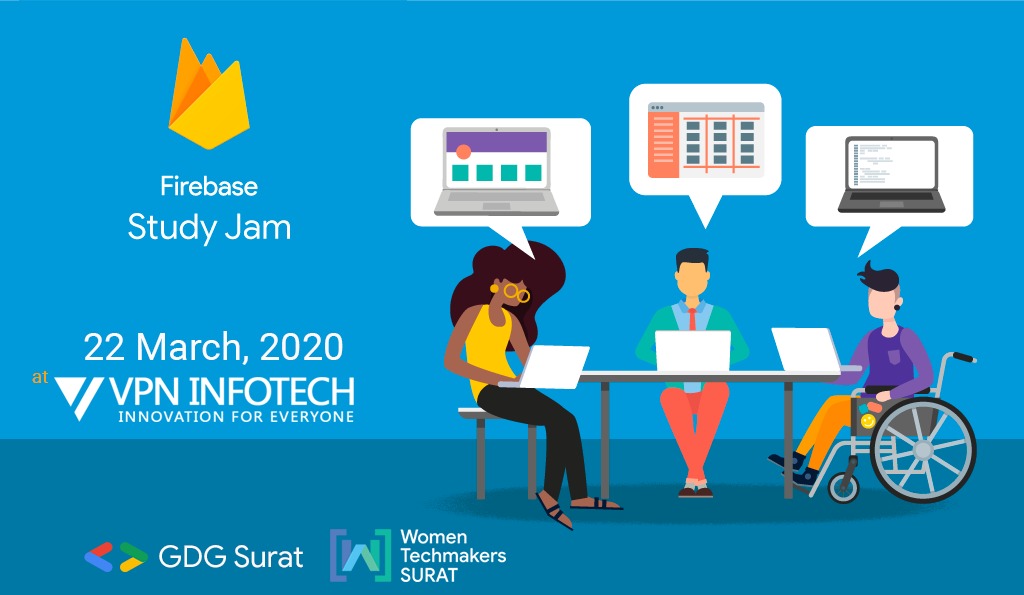 Firebase
Study Jam
22 March, 2020
at
VPN INFOTECH
INNOVATION FOR EVERYONE
GDG Surat
Women
Techmakers
SURAT